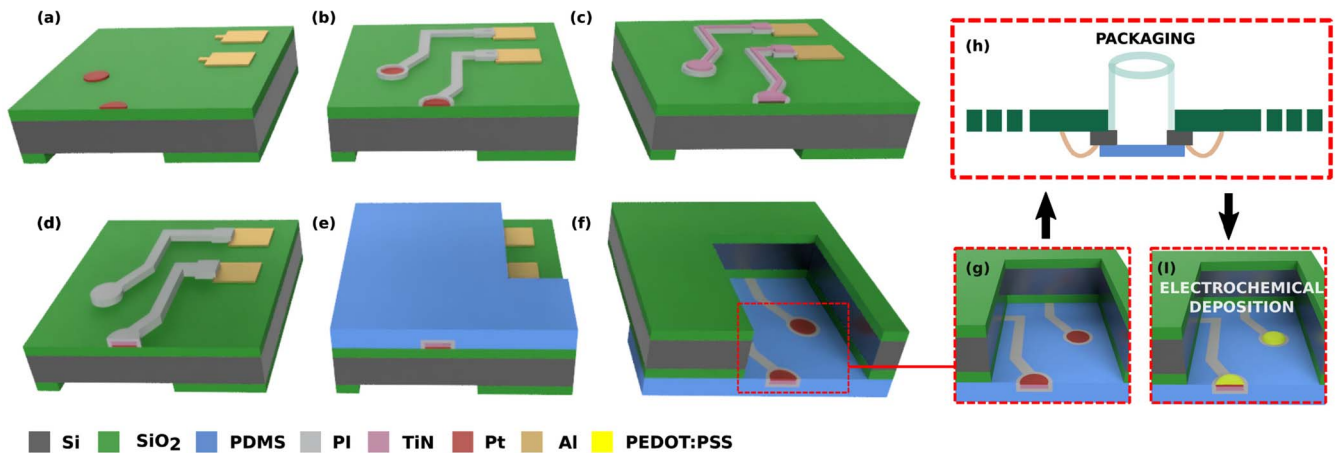 (a)
(b)
(c)
(h)
PACKAGING
(d)
(e)
(f)
(g)
(I)
ELECTROCHEMICAL
DEPOSITION
Si SiO2 PDMS PI TiN Pt Al PEDOT:PSS